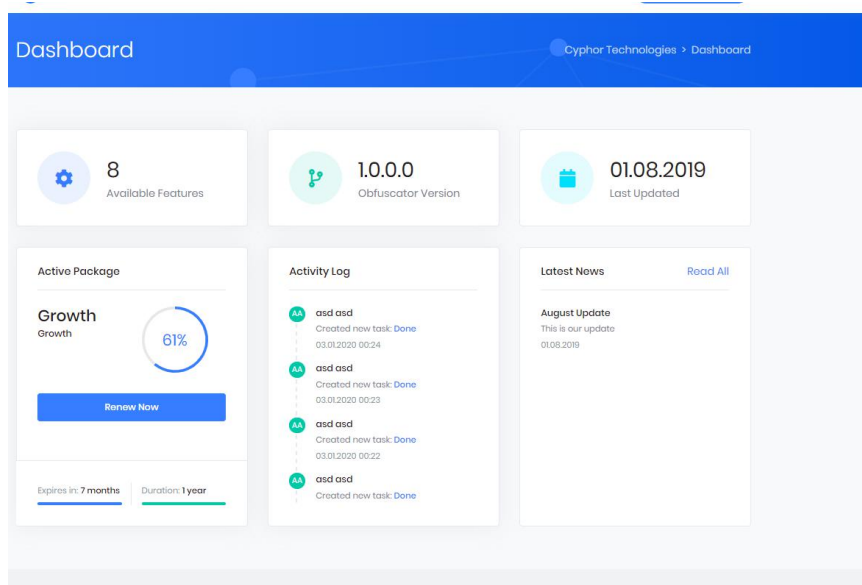 Dashboard
Cyphor Technologies > Dashboard
8
Available Features
1.0.0.0
Obfuscator Version
01.08.2019
Last Updated
Active Package
Growth
Growth
61%
Renew Now
Expires in: 7 months
Duration: 1 year
Activity Log
AA asd asd
Created new task: Done
03.01.2020 00:24
AA asd asd
Created new task: Done
03.01.2020 00:23
AA asd asd
Created new task: Done
03.01.2020 00:22
AA asd asd
Created new task: Done
Latest News
Read All
August Update
This is our update
01.08.2019